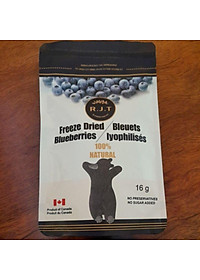 R.J.T
Freeze Dried / Bleuets
Blueberries / lyophilisés
100%
NATURAL
16 g
Product of Canada
Produit du Canada
NO PRESERVATIVES
NO SUGAR ADDED